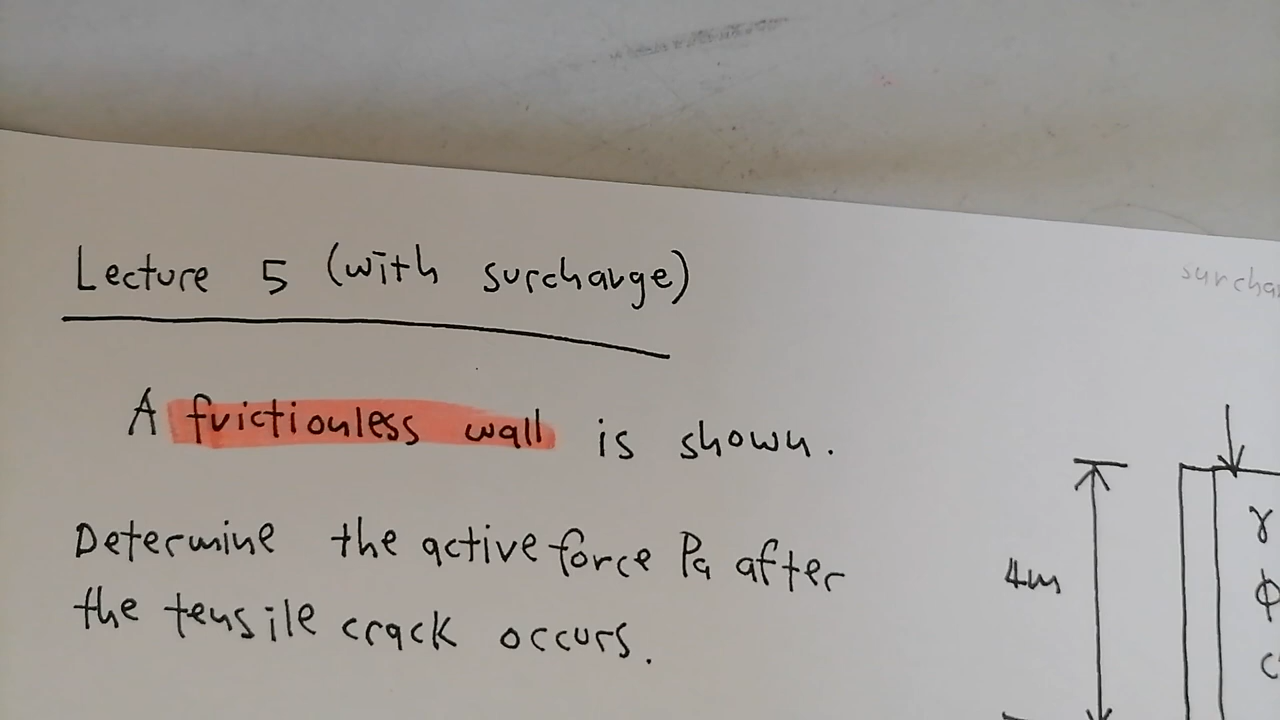 Lecture 5 (with surcharge)
A frictionless wall is shown.
Determine the active force Pa after
the tensile crack occurs.
4m
γ
ϕ
c